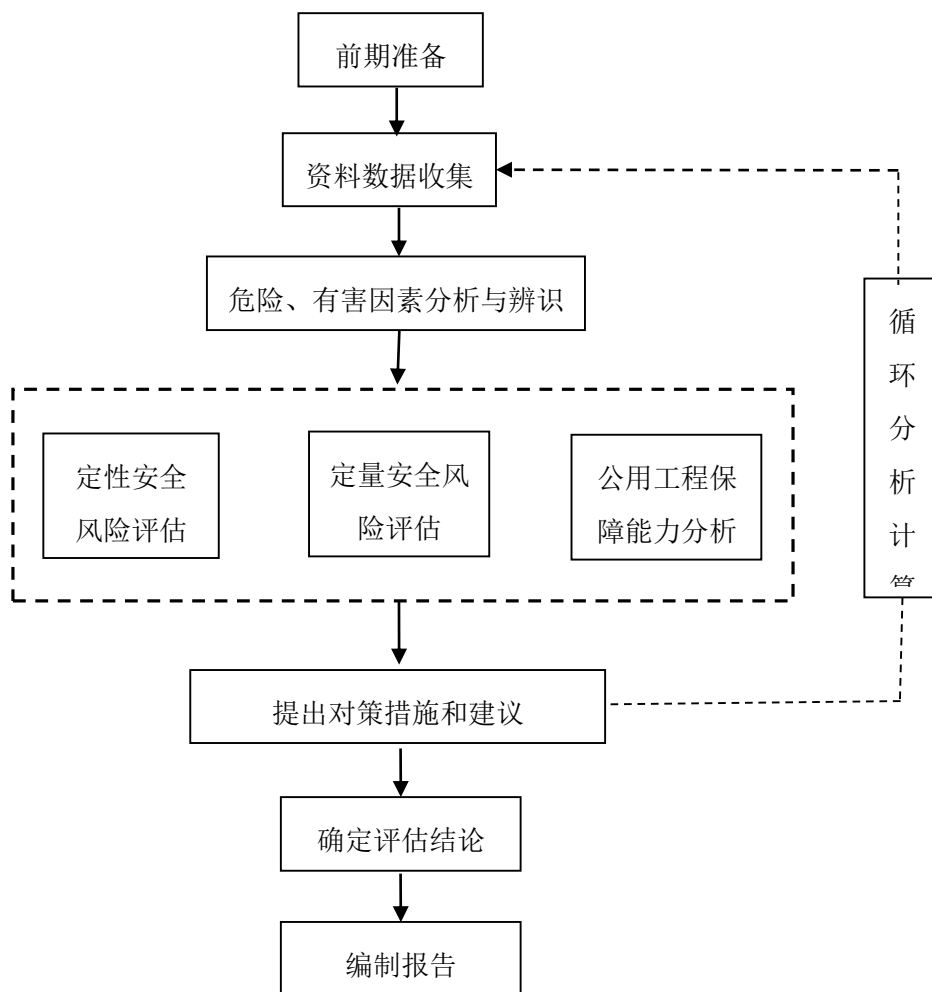 前期准备
资料数据收集
危险、有害因素分析与辨识
循
环
分
析
计
算
定性安全
风险评估
定量安全风
险评估
公用工程保
障能力分析
提出对策措施和建议
确定评估结论
编制报告